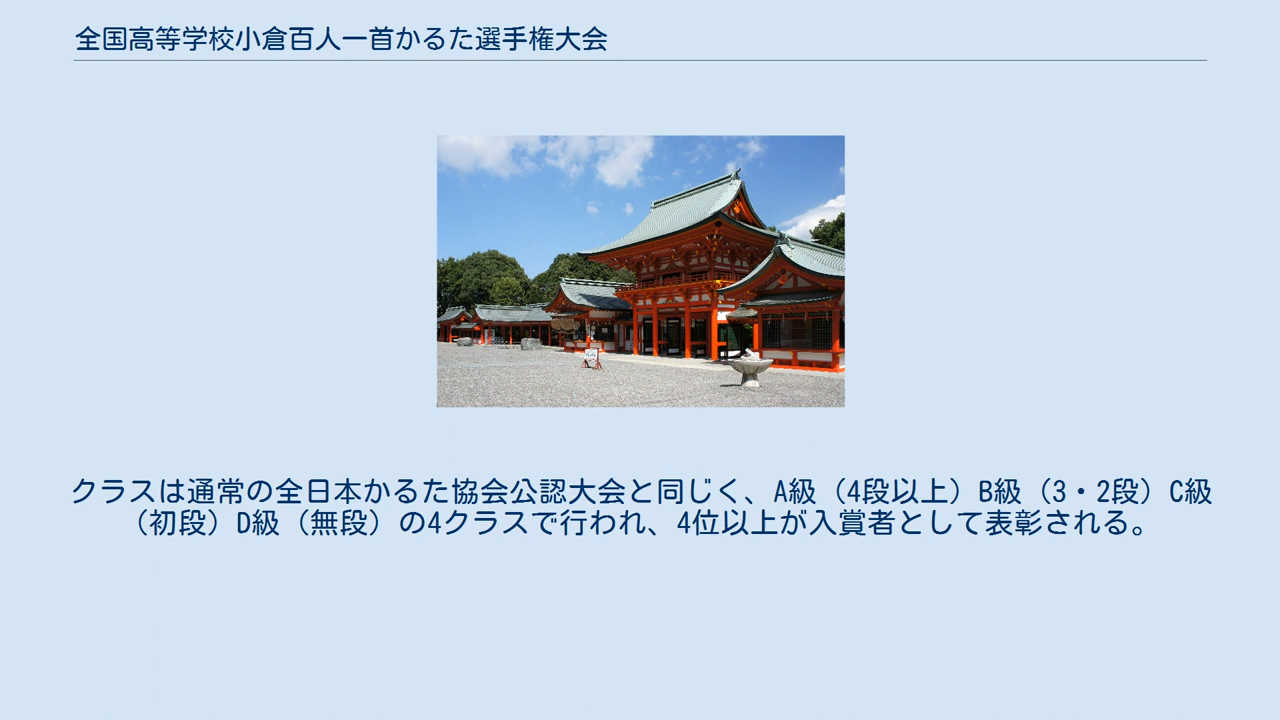 全国高等学校小倉百人一首かるた選手権大会
クラスは通常の全日本かるた協会公認大会と同じく、A級（4段以上）B級（3・2段）C級
（初段）D級（無段）の4クラスで行われ、4位以上が入賞者として表彰される。